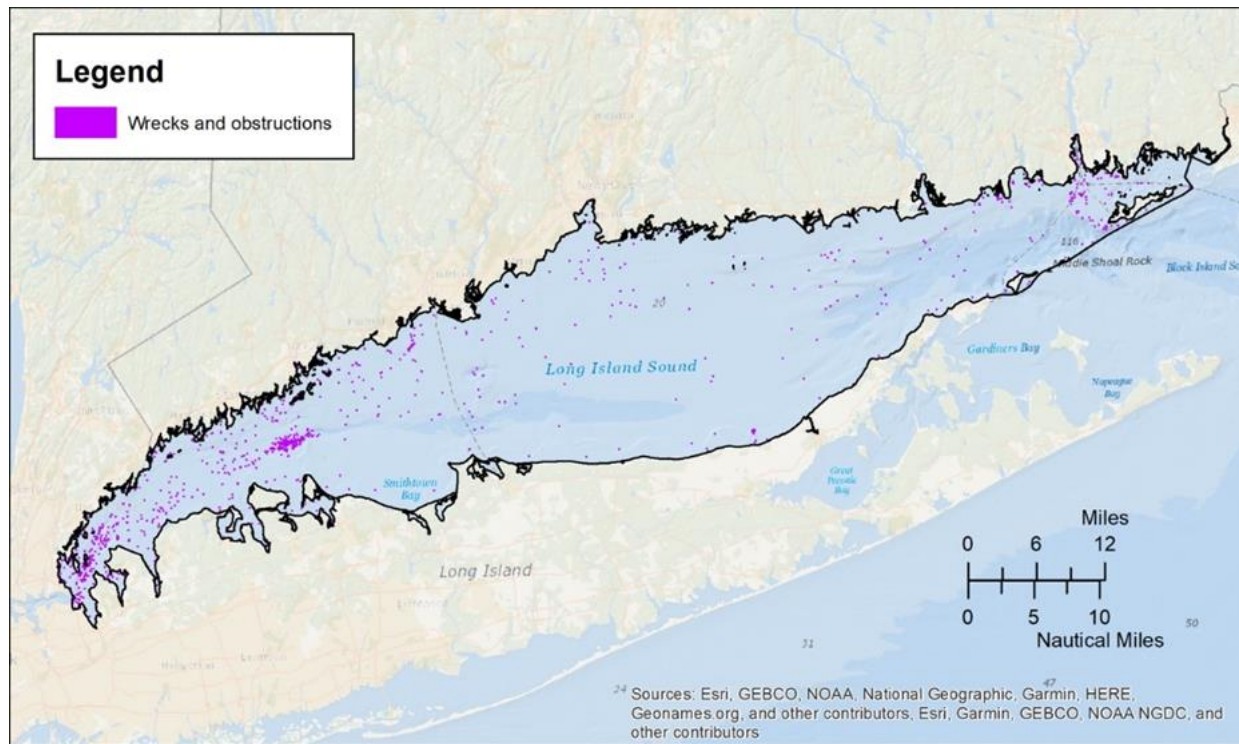 Legend
Wrecks and obstructions
116
Middle Shoal Rock
Block Island So
20
Long Island Sound
Gardiners Bay
Napeague
Bay
Smithtown
Bay
Great
Peconic
Bay
Long Island
Miles
0 6 12
0 5 10
Nautical Miles
50
31
47
24
Sources: Esri, GEBCO, NOAA, National Geographic, Garmin, HERE,
Geonames.org, and other contributors, Esri, Garmin, GEBCO, NOAA NGDC, and
other contributors